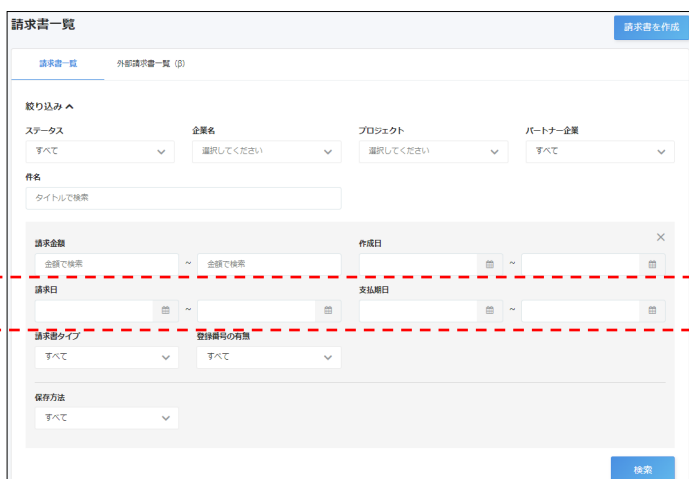 請求書一覧
請求書を作成
請求書一覧 外部請求書一覧 (β)
絞り込み
ステータス 企業名 プロジェクト パートナー企業
すべて 選択してください 選択してください すべて
件名
タイトルで検索
請求金額 作成日
金額で検索 ~ 金額で検索 ~
請求日 支払期日
~ ~
請求書タイプ 登録番号の有無
すべて すべて
保存方法
すべて
検索